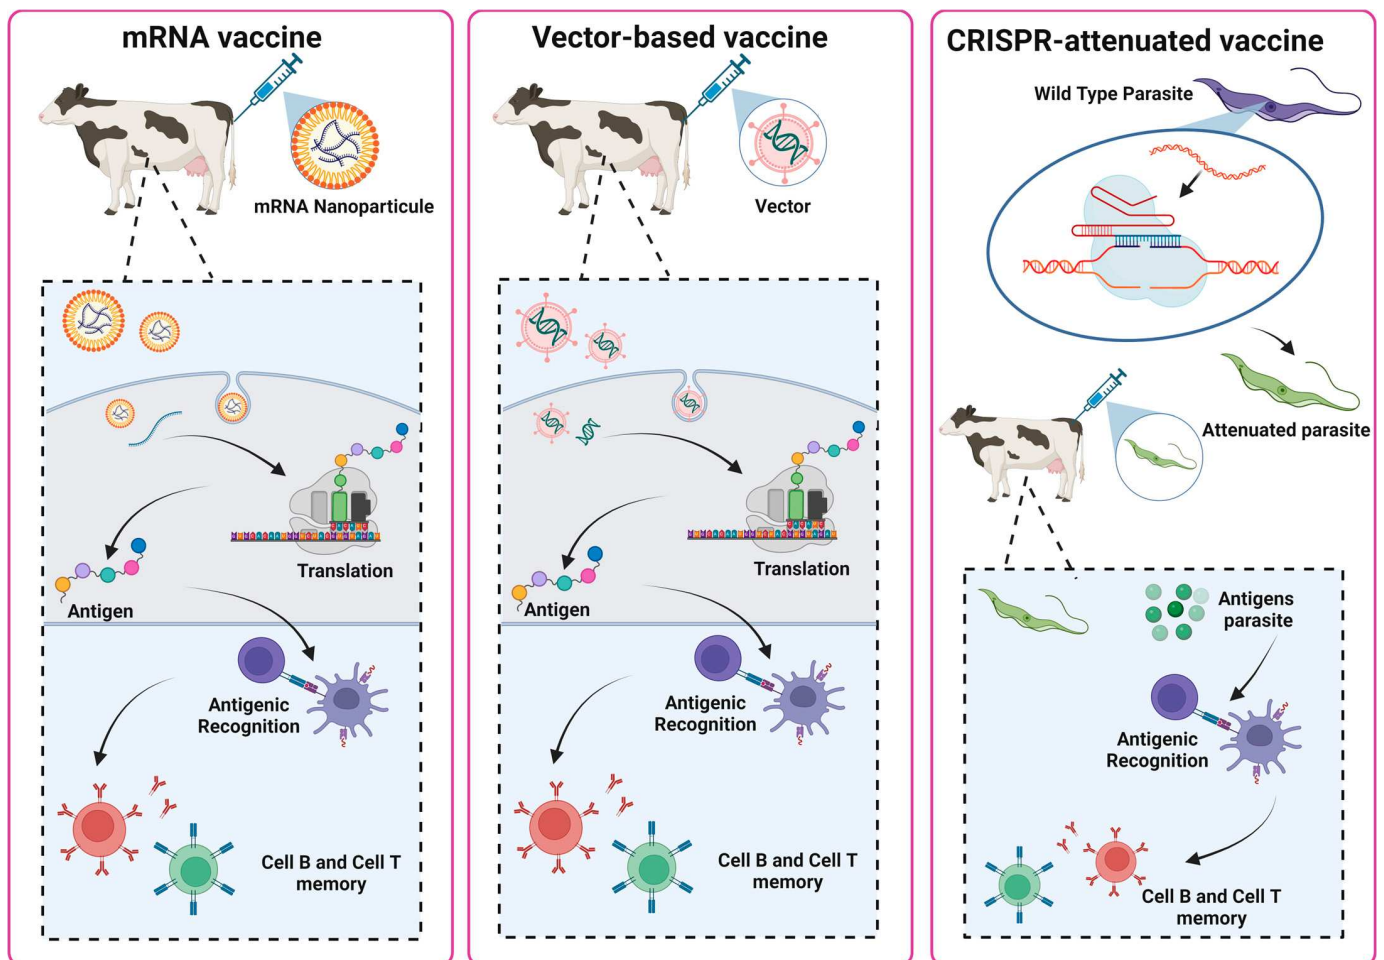 mRNA vaccine
mRNA Nanoparticule
Translation
Antigen
Antigenic
Recognition
Cell B and Cell T
memory
Vector-based vaccine
Vector
Translation
Antigen
Antigenic
Recognition
Cell B and Cell T
memory
CRISPR-attenuated vaccine
Wild Type Parasite
Attenuated parasite
Antigens
parasite
Antigenic
Recognition
Cell B and Cell T
memory